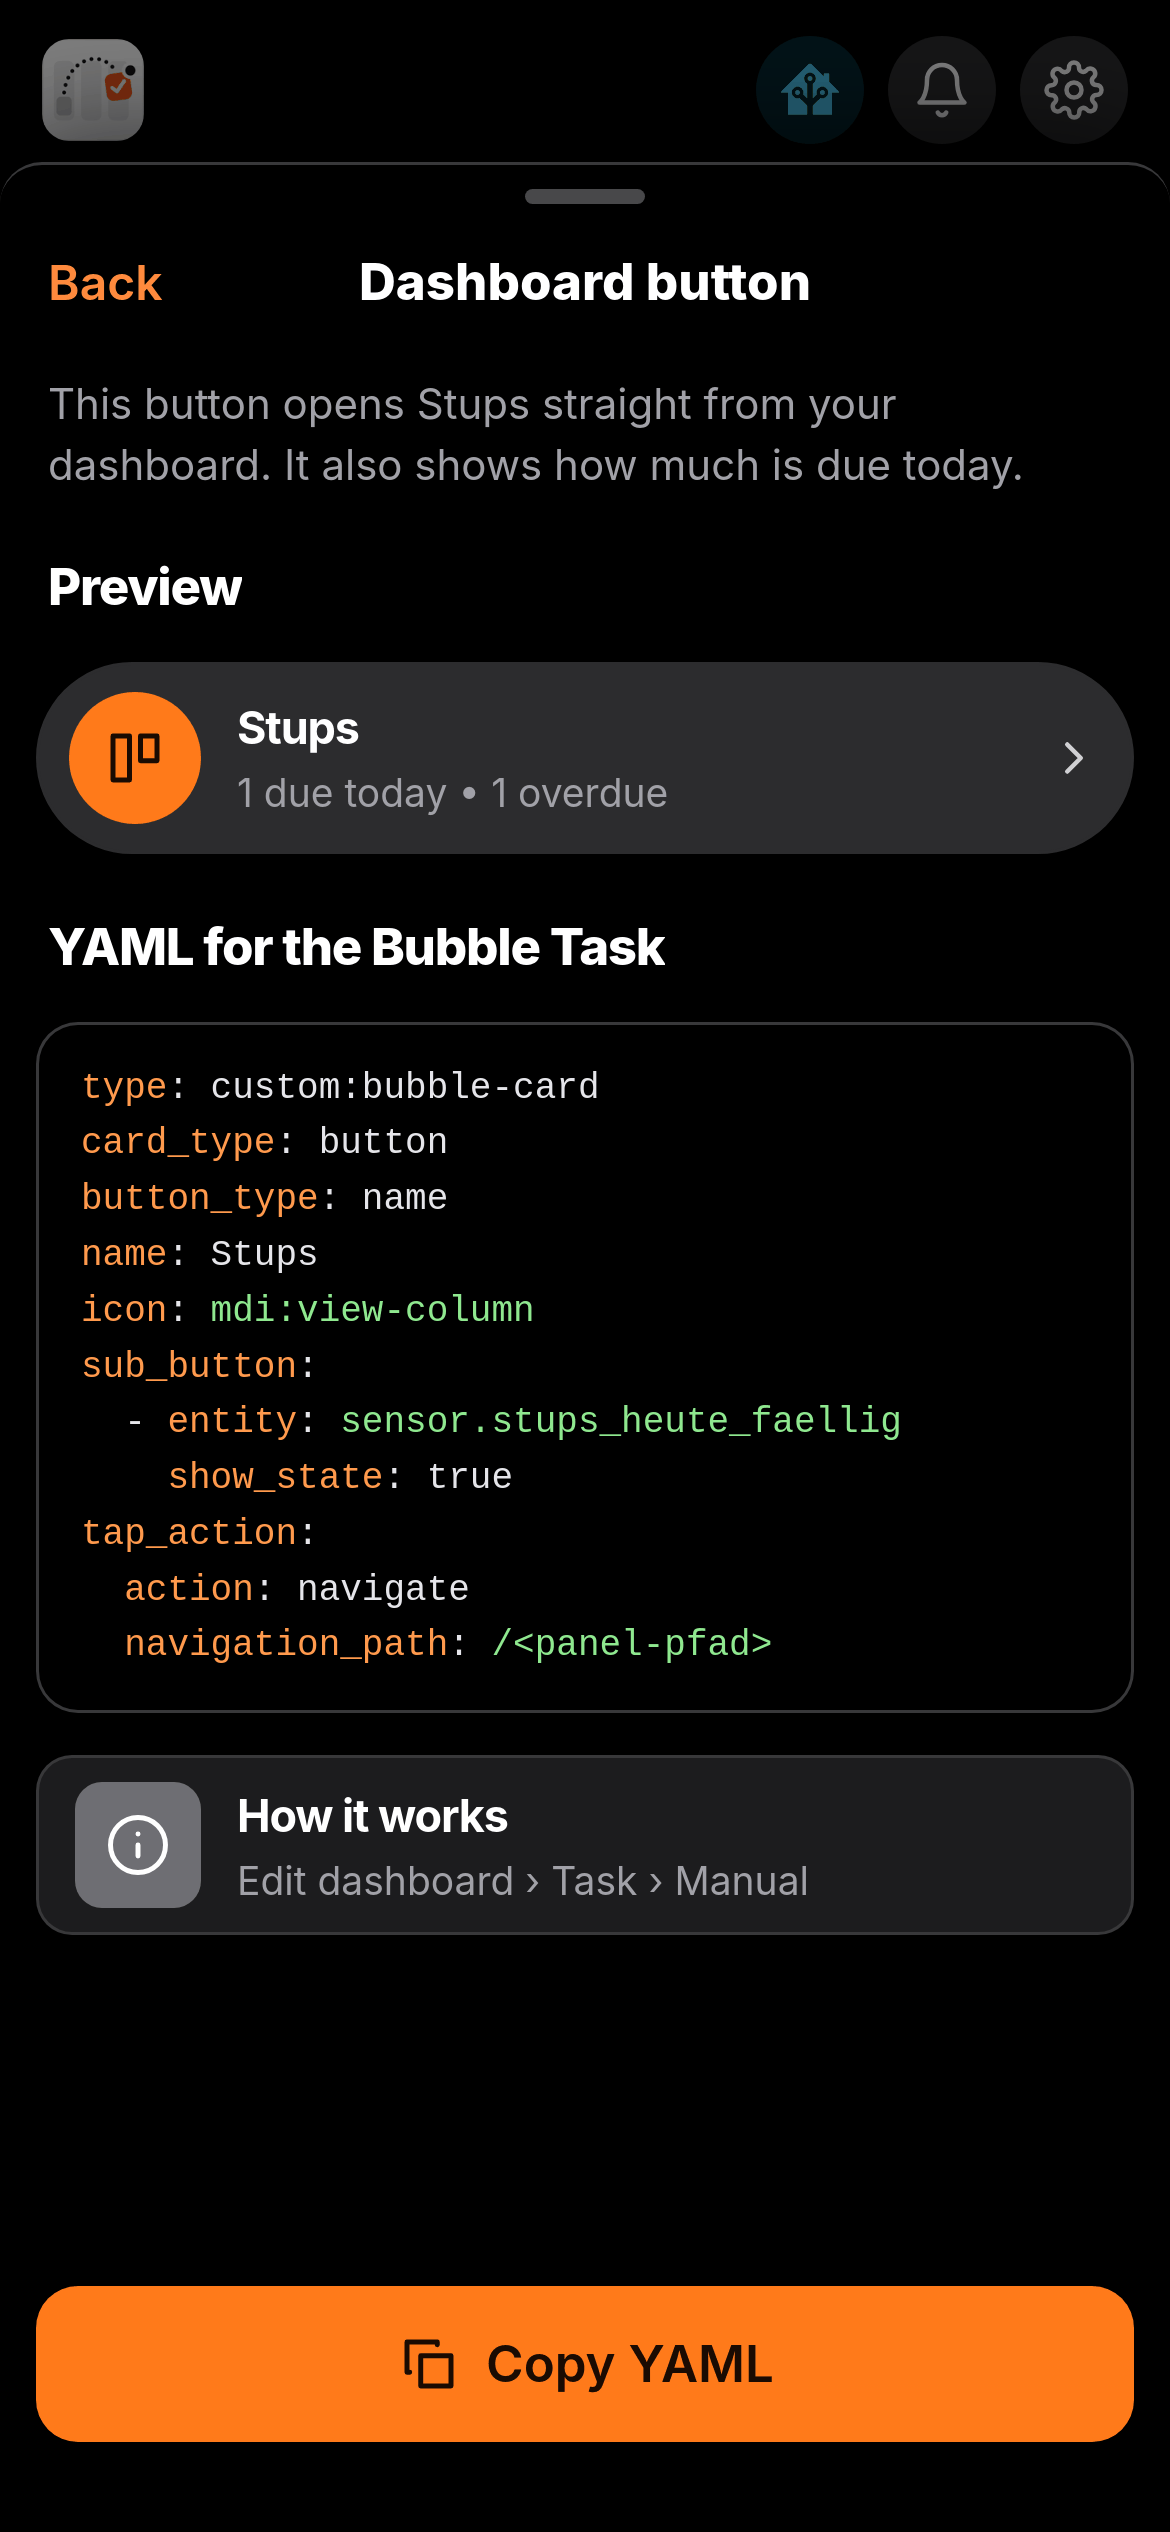 Back
Dashboard button
This button opens Stups straight from your
dashboard. It also shows how much is due today.
Preview
Stups
1 due today • 1 overdue
YAML for the Bubble Task
type: custom:bubble-card
card_type: button
button_type: name
name: Stups
icon: mdi:view-column
sub_button:
  - entity: sensor.stups_heute_faellig
    show_state: true
tap_action:
  action: navigate
  navigation_path: /<panel-pfad>
How it works
Edit dashboard › Task › Manual
Copy YAML